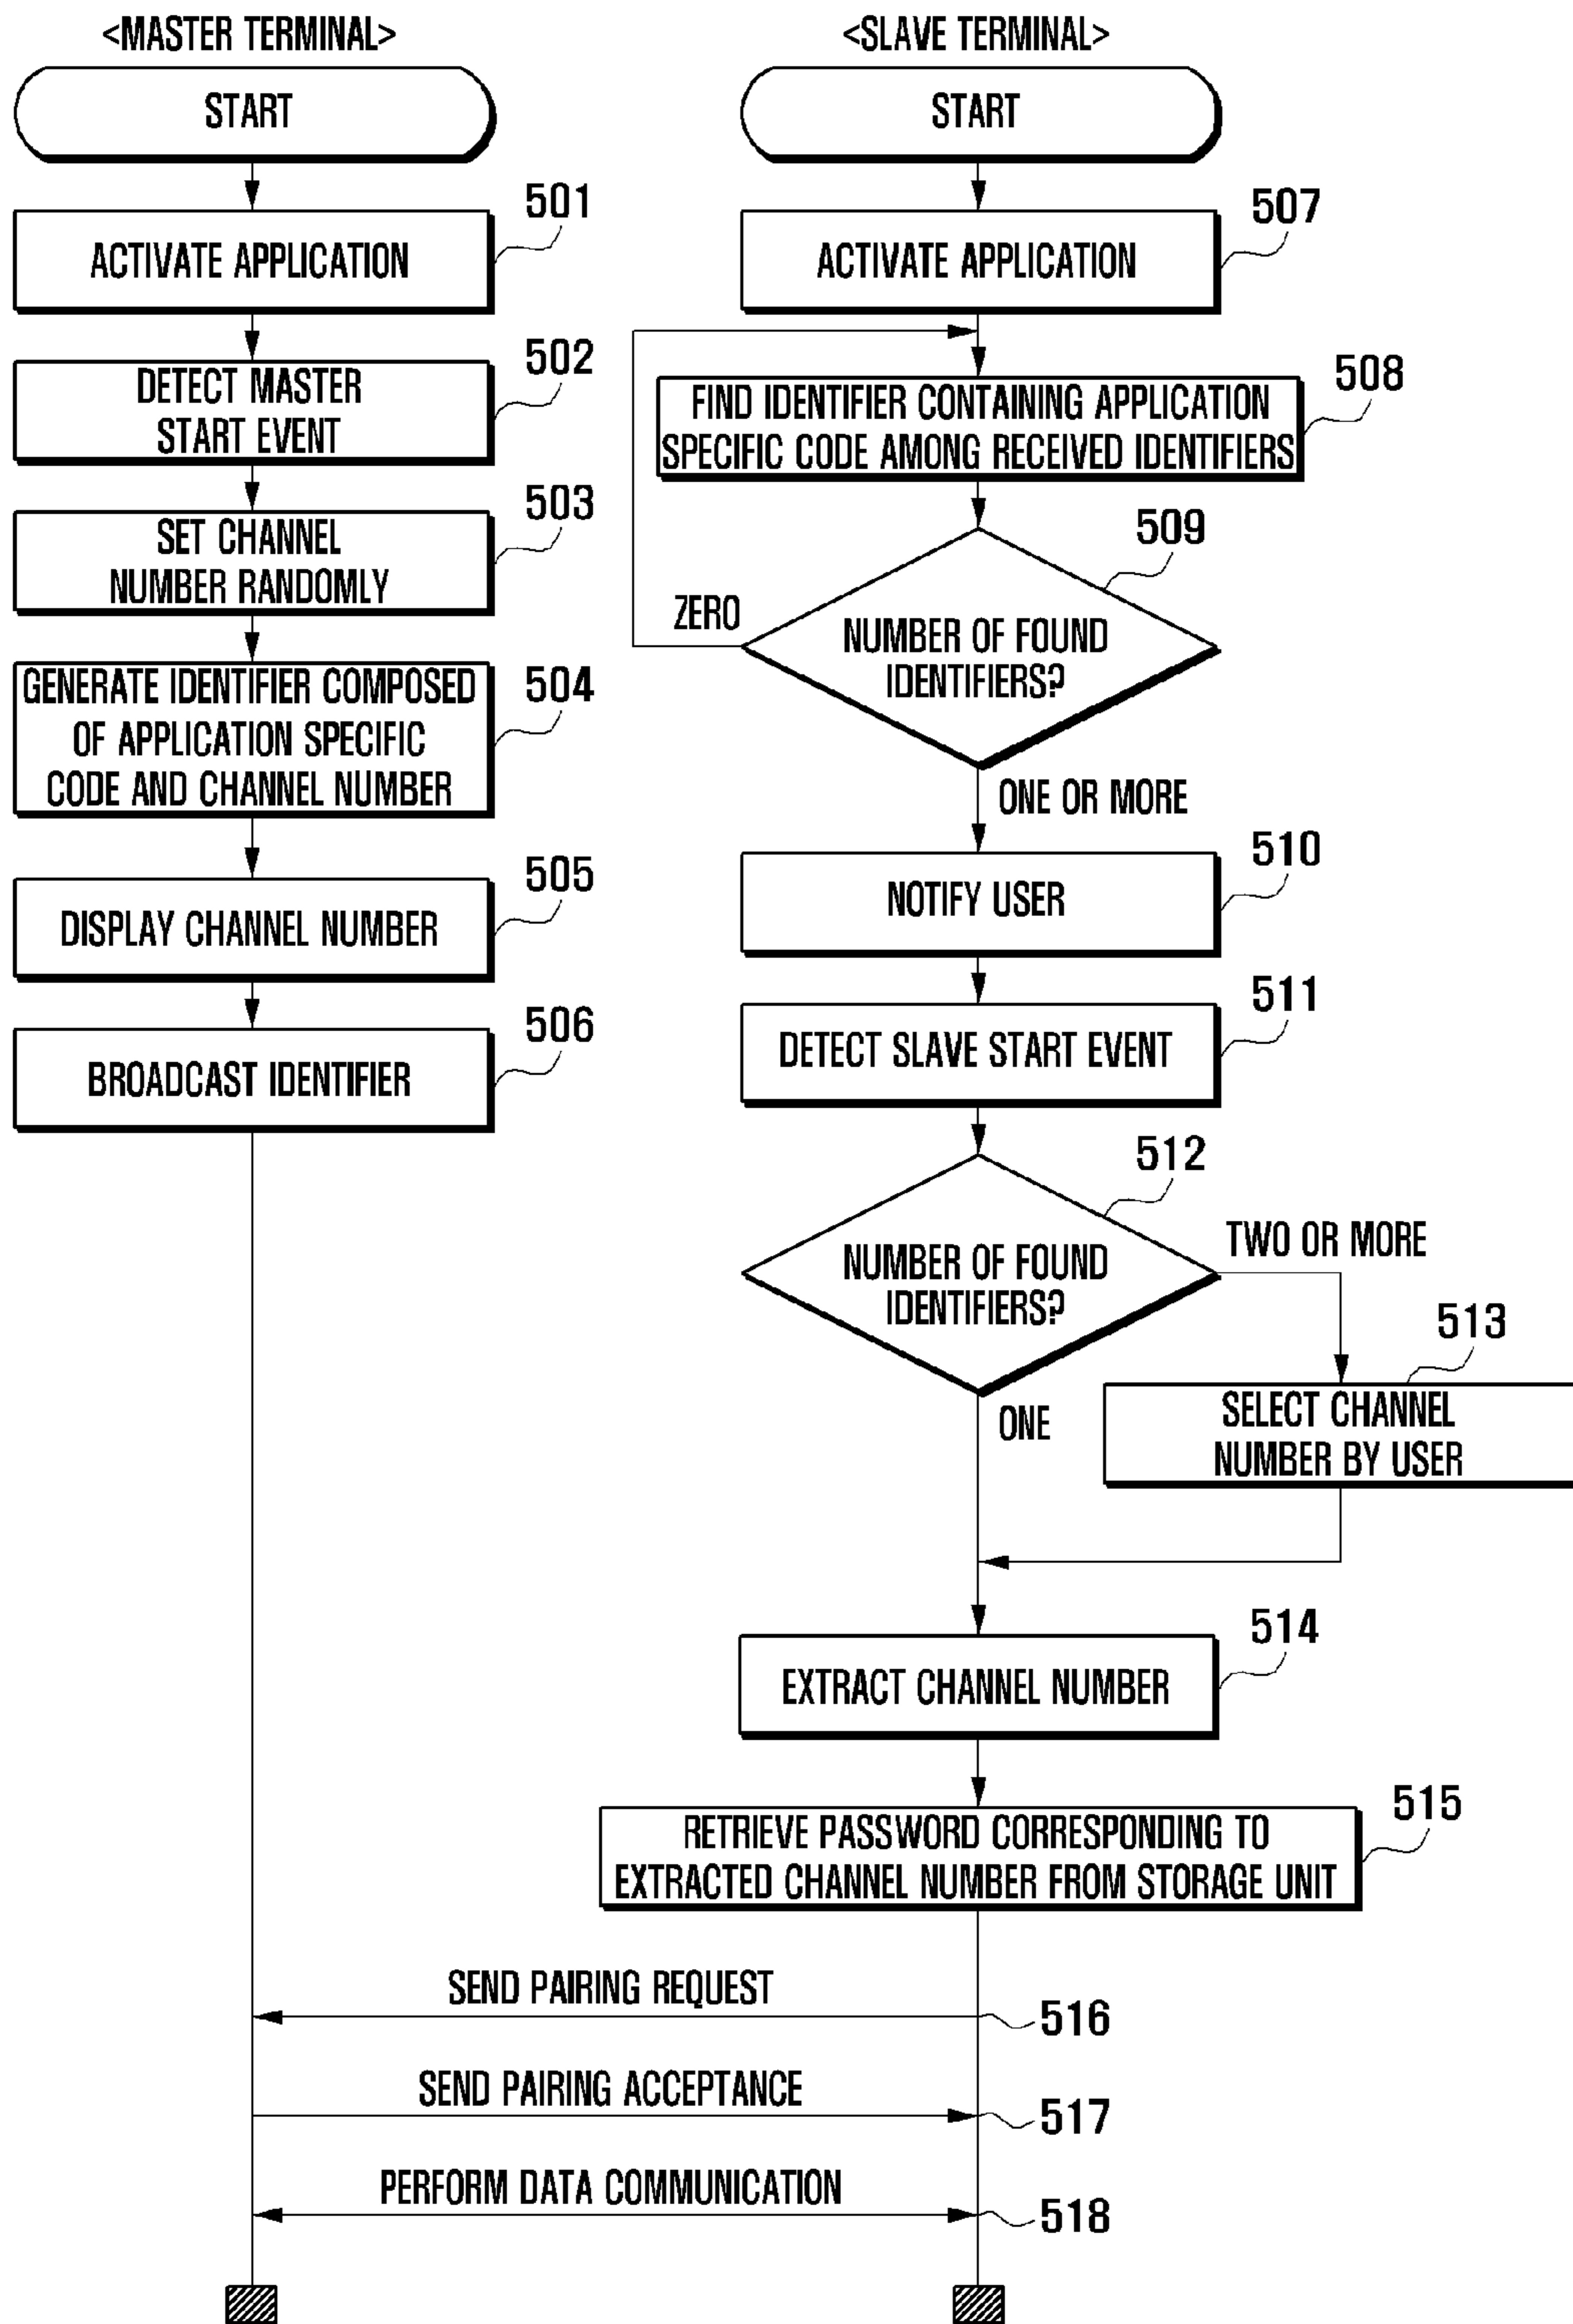 <MASTER TERMINAL>
START
501
ACTIVATE APPLICATION
502
DETECT MASTER
START EVENT
503
SET CHANNEL
NUMBER RANDOMLY
504
GENERATE IDENTIFIER COMPOSED
OF APPLICATION SPECIFIC
CODE AND CHANNEL NUMBER
505
DISPLAY CHANNEL NUMBER
506
BROADCAST IDENTIFIER
<SLAVE TERMINAL>
START
507
ACTIVATE APPLICATION
508
FIND IDENTIFIER CONTAINING APPLICATION
SPECIFIC CODE AMONG RECEIVED IDENTIFIERS
509
ZERO
NUMBER OF FOUND
IDENTIFIERS?
ONE OR MORE
510
NOTIFY USER
511
DETECT SLAVE START EVENT
512
TWO OR MORE
NUMBER OF FOUND
IDENTIFIERS?
513
ONE
SELECT CHANNEL
NUMBER BY USER
514
EXTRACT CHANNEL NUMBER
515
RETRIEVE PASSWORD CORRESPONDING TO
EXTRACTED CHANNEL NUMBER FROM STORAGE UNIT
SEND PAIRING REQUEST
516
SEND PAIRING ACCEPTANCE
517
PERFORM DATA COMMUNICATION
518